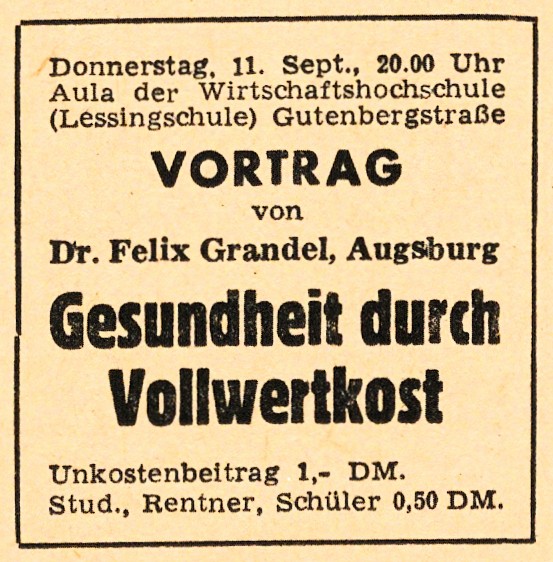 Donnerstag, 11. Sept., 20.00 Uhr
Aula der Wirtschaftshochschule
(Lessingschule) Gutenbergstraße
VORTRAG
von
Dr. Felix Grandel, Augsburg
Gesundheit durch
Vollwertkost
Unkostenbeitrag 1,- DM.
Stud., Rentner, Schüler 0,50 DM.